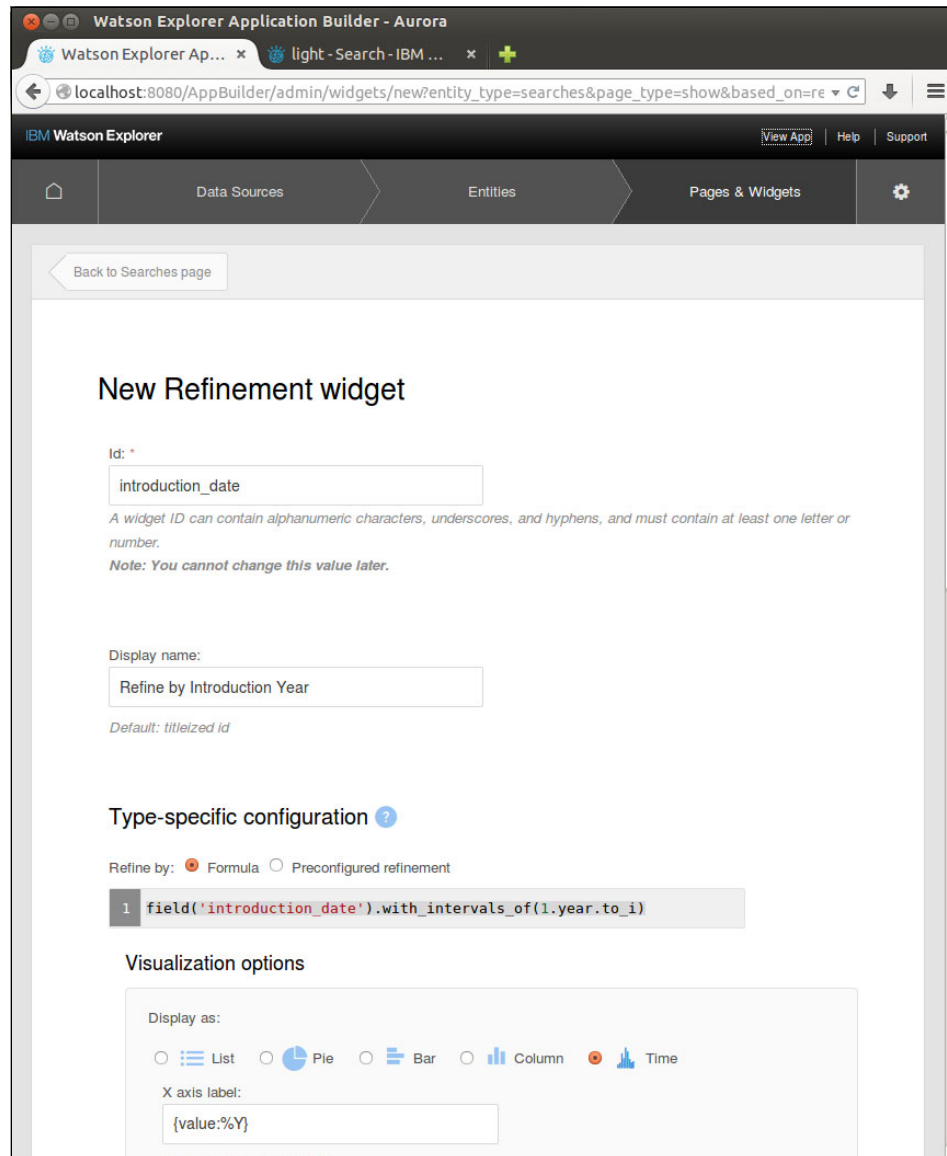 Watson Explorer Application Builder - Aurora
Watson Explorer Ap...
light - Search - IBM ...
localhost:8080/AppBuilder/admin/widgets/new?entity_type=searches&page_type=show&based_on=re
IBM Watson Explorer
View App | Help | Support
Data Sources
Entities
Pages & Widgets
Back to Searches page
New Refinement widget
Id: *
introduction_date
A widget ID can contain alphanumeric characters, underscores, and hyphens, and must contain at least one letter or
number.
Note: You cannot change this value later.
Display name:
Refine by Introduction Year
Default: titleized id
Type-specific configuration ?
Refine by: Formula Preconfigured refinement
1 field('introduction_date').with_intervals_of(1.year.to_i)
Visualization options
Display as:
List Pie Bar Column Time
X axis label:
{value:%Y}